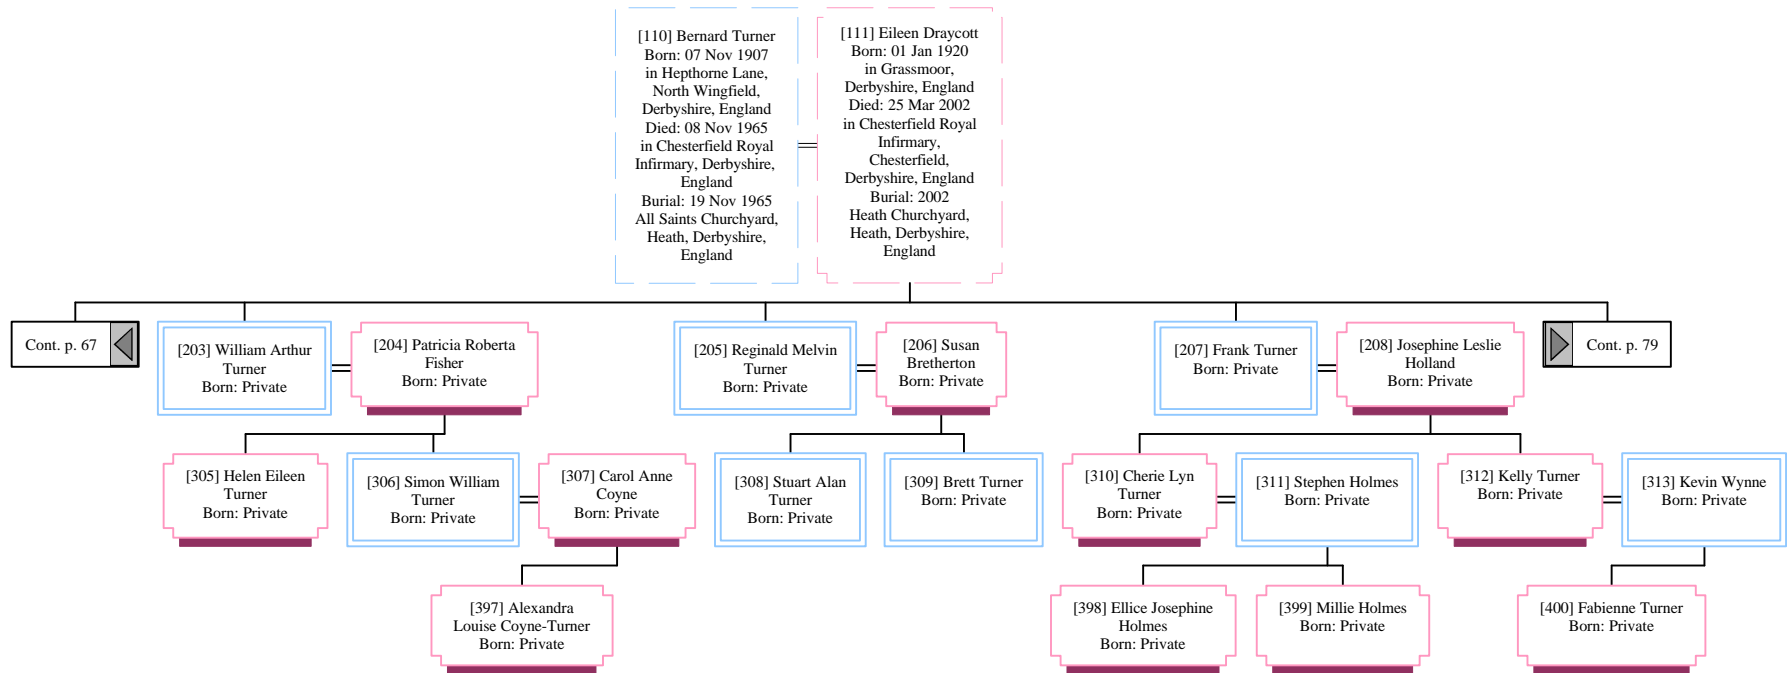 [110] Bernard Turner
Born: 07 Nov 1907
in Hepthorne Lane,
North Wingfield,
Derbyshire, England
Died: 08 Nov 1965
in Chesterfield Royal
Infirmary, Derbyshire,
England
Burial: 19 Nov 1965
All Saints Churchyard,
Heath, Derbyshire,
England
[111] Eileen Draycott
Born: 01 Jan 1920
in Grassmoor,
Derbyshire, England
Died: 25 Mar 2002
in Chesterfield Royal
Infirmary,
Chesterfield,
Derbyshire, England
Burial: 2002
Heath Churchyard,
Heath, Derbyshire,
England
Cont. p. 67
[203] William Arthur
Turner
Born: Private
[204] Patricia Roberta
Fisher
Born: Private
[205] Reginald Melvin
Turner
Born: Private
[206] Susan
Bretherton
Born: Private
[207] Frank Turner
Born: Private
[208] Josephine Leslie
Holland
Born: Private
Cont. p. 79
[305] Helen Eileen
Turner
Born: Private
[306] Simon William
Turner
Born: Private
[307] Carol Anne
Coyne
Born: Private
[308] Stuart Alan
Turner
Born: Private
[309] Brett Turner
Born: Private
[310] Cherie Lyn
Turner
Born: Private
[311] Stephen Holmes
Born: Private
[312] Kelly Turner
Born: Private
[313] Kevin Wynne
Born: Private
[397] Alexandra
Louise Coyne-Turner
Born: Private
[398] Ellice Josephine
Holmes
Born: Private
[399] Millie Holmes
Born: Private
[400] Fabienne Turner
Born: Private